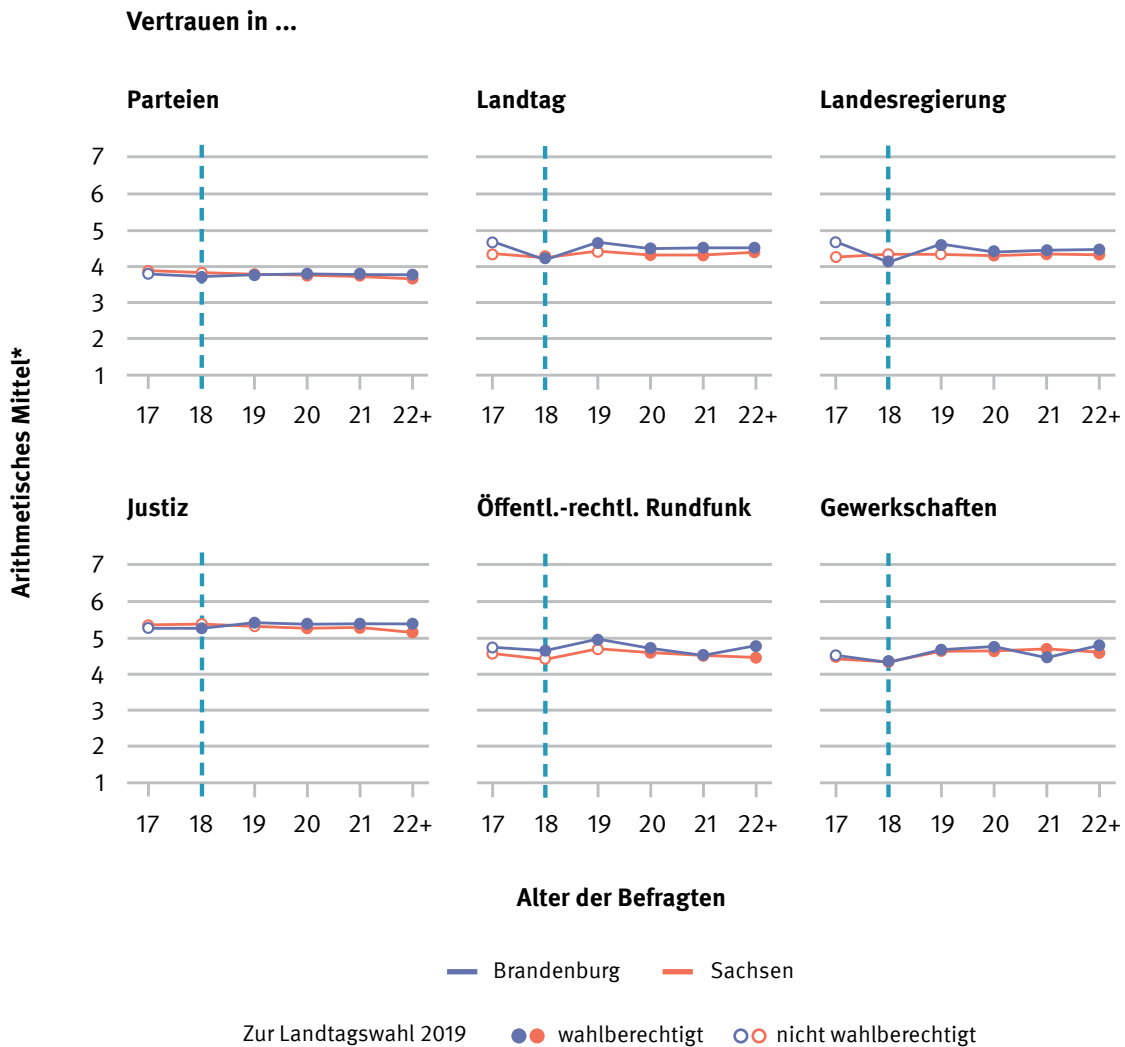 Vertrauen in ...
Parteien Landtag Landesregierung
7
6
5
4
3
2
1
17 18 19 20 21 22+ 17 18 19 20 21 22+ 17 18 19 20 21 22+
Arithmetisches Mittel*
Justiz Öffentl.-rechtl. Rundfunk Gewerkschaften
7
6
5
4
3
2
1
17 18 19 20 21 22+ 17 18 19 20 21 22+ 17 18 19 20 21 22+
Alter der Befragten
Brandenburg Sachsen
Zur Landtagswahl 2019 wahlberechtigt nicht wahlberechtigt